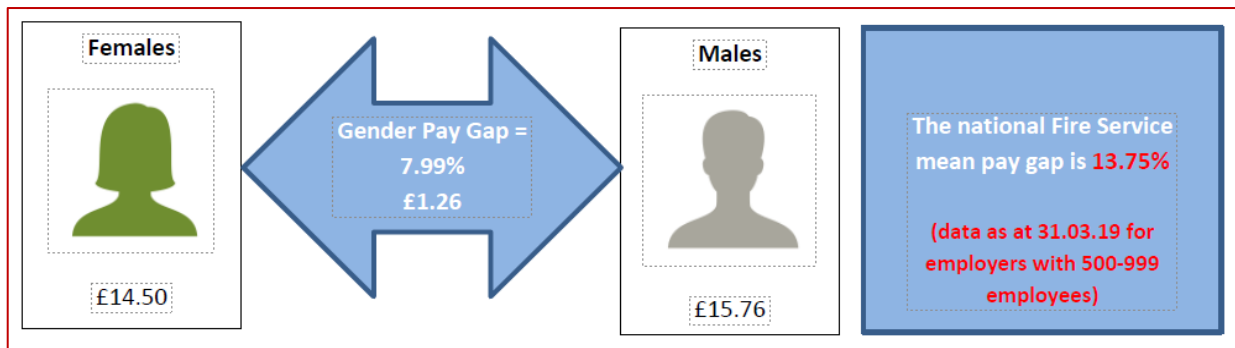 Females
£14.50
Gender Pay Gap =
7.99%
£1.26
Males
£15.76
The national Fire Service
mean pay gap is 13.75%
(data as at 31.03.19 for
employers with 500-999
employees)